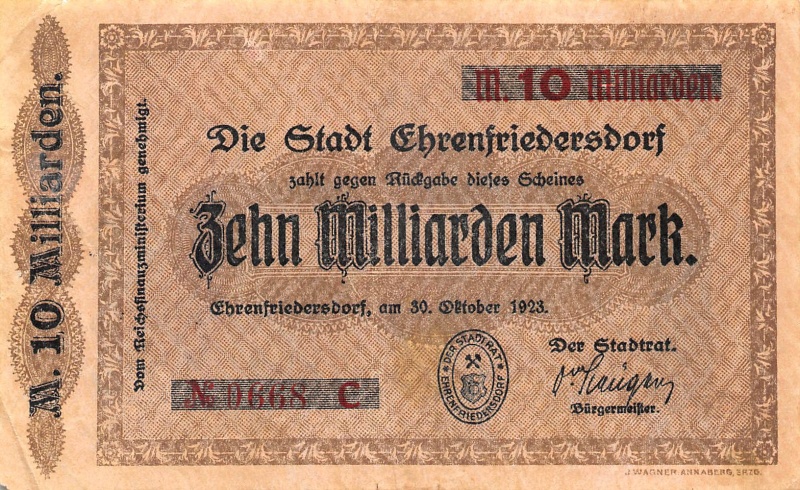 M. 10 Milliarden.
Vom Reichsfinanzministerium genehmigt.
M. 10 Milliarden.
Die Stadt Ehrenfriedersdorf
zahlt gegen Rückgabe dieses Scheines
Zehn Milliarden Mark.
Ehrenfriedersdorf, am 30. Oktober 1923.
№ 0668 C
DER STADTRAT
EHRENFRIEDERSDORF
Der Stadtrat.
Bürgermeister.
J. WAGNER ANNABERG, ERZG.